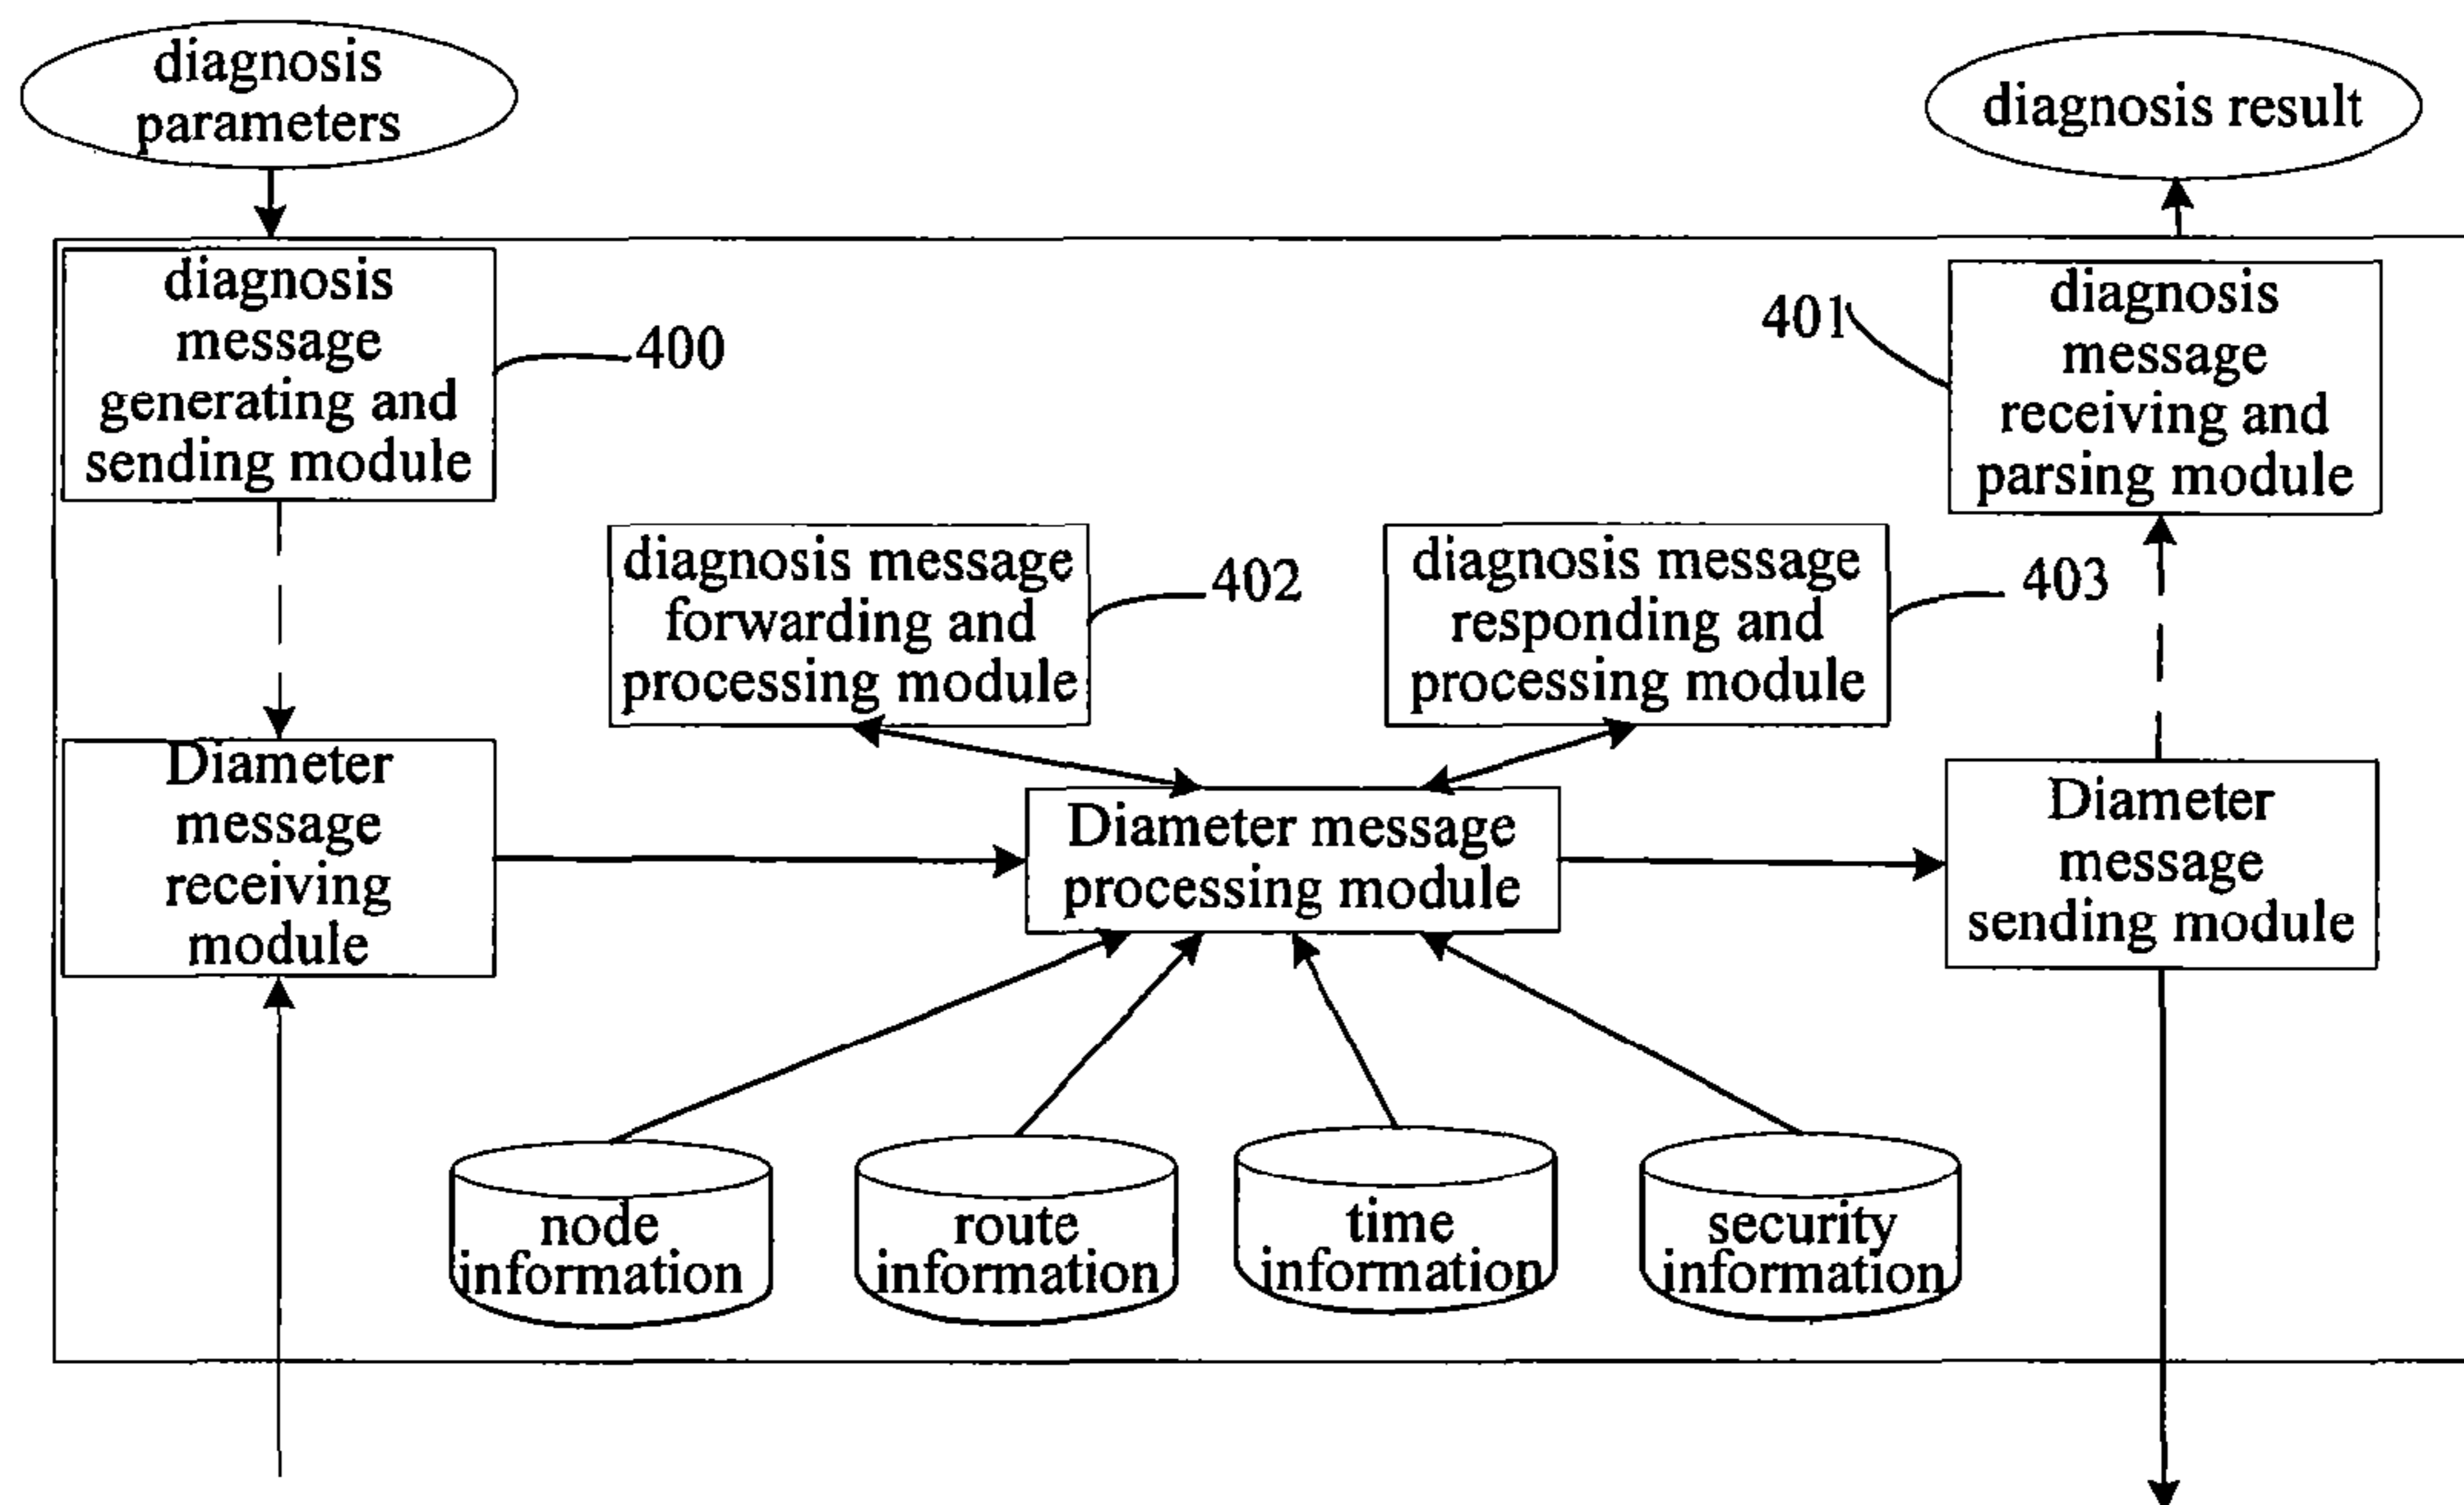 diagnosis
parameters
diagnosis result
diagnosis
message
generating and
sending module
400
401
diagnosis
message
receiving and
parsing module
diagnosis message
forwarding and
processing module
402
diagnosis message
responding and
processing module
403
Diameter
message
receiving
module
Diameter message
processing module
Diameter
message
sending module
node
information
route
information
time
information
security
information